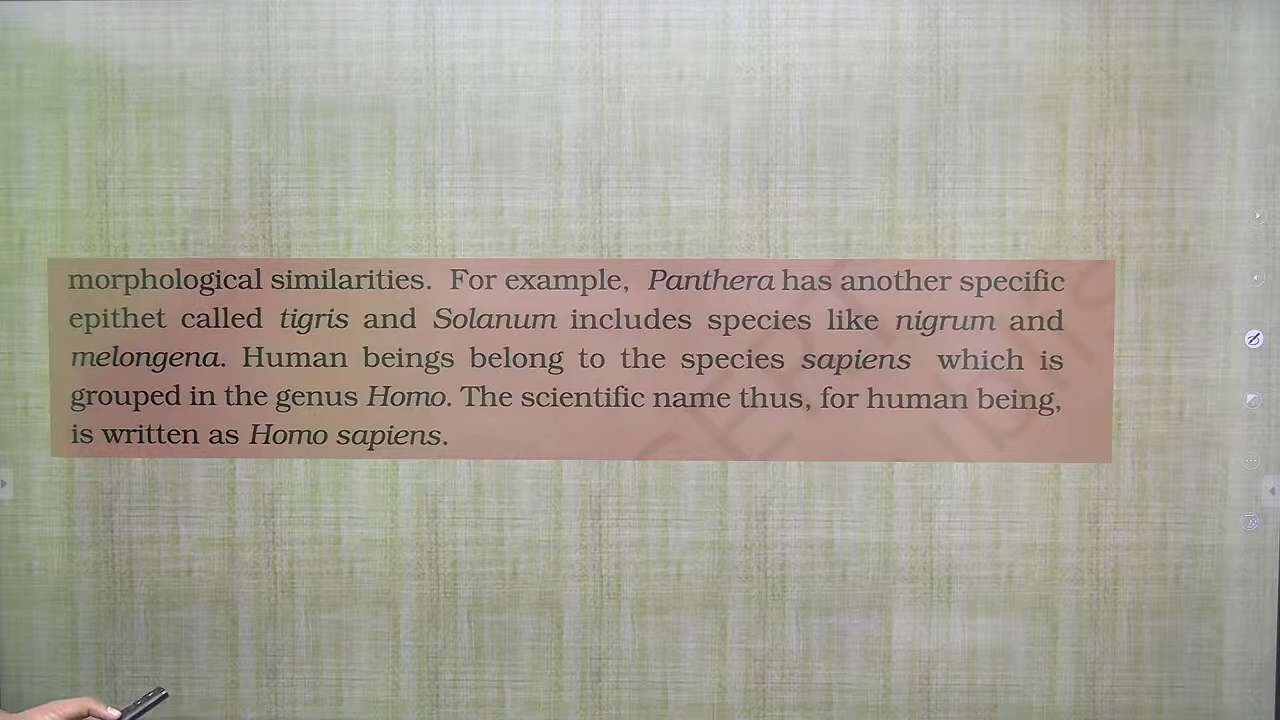 morphological similarities. For example, Panthera has another specific
epithet called tigris and Solanum includes species like nigrum and
melongena. Human beings belong to the species sapiens which is
grouped in the genus Homo. The scientific name thus, for human being,
is written as Homo sapiens.